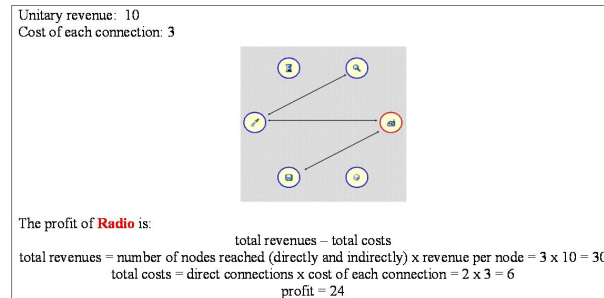 Unitary revenue: 10
Cost of each connection: 3
The profit of Radio is:
total revenues – total costs
total revenues = number of nodes reached (directly and indirectly) x revenue per node = 3 x 10 = 30
total costs = direct connections x cost of each connection = 2 x 3 = 6
profit = 24